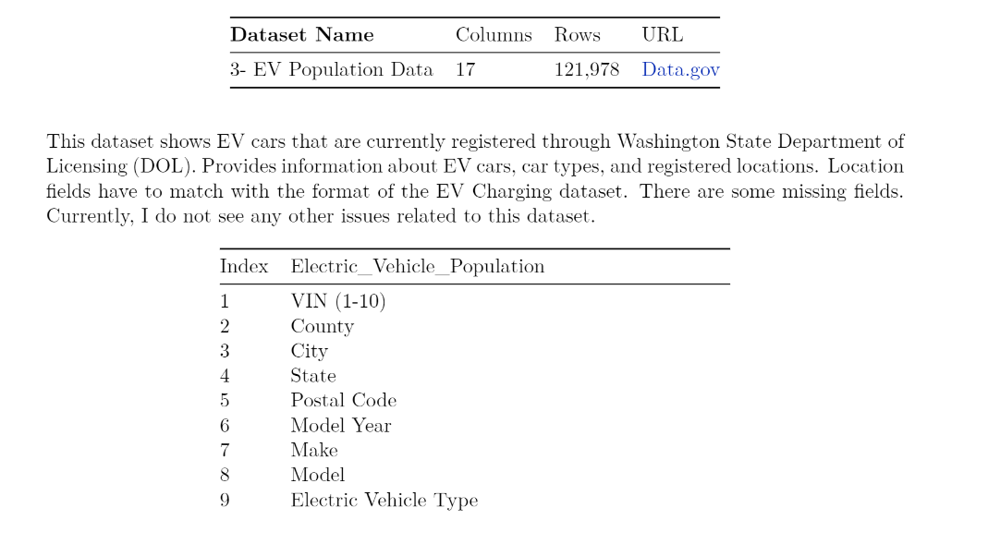 Dataset Name Columns Rows URL
3- EV Population Data 17 121,978 Data.gov
This dataset shows EV cars that are currently registered through Washington State Department of
Licensing (DOL). Provides information about EV cars, car types, and registered locations. Location
fields have to match with the format of the EV Charging dataset. There are some missing fields.
Currently, I do not see any other issues related to this dataset.
Index Electric_Vehicle_Population
1 VIN (1-10)
2 County
3 City
4 State
5 Postal Code
6 Model Year
7 Make
8 Model
9 Electric Vehicle Type